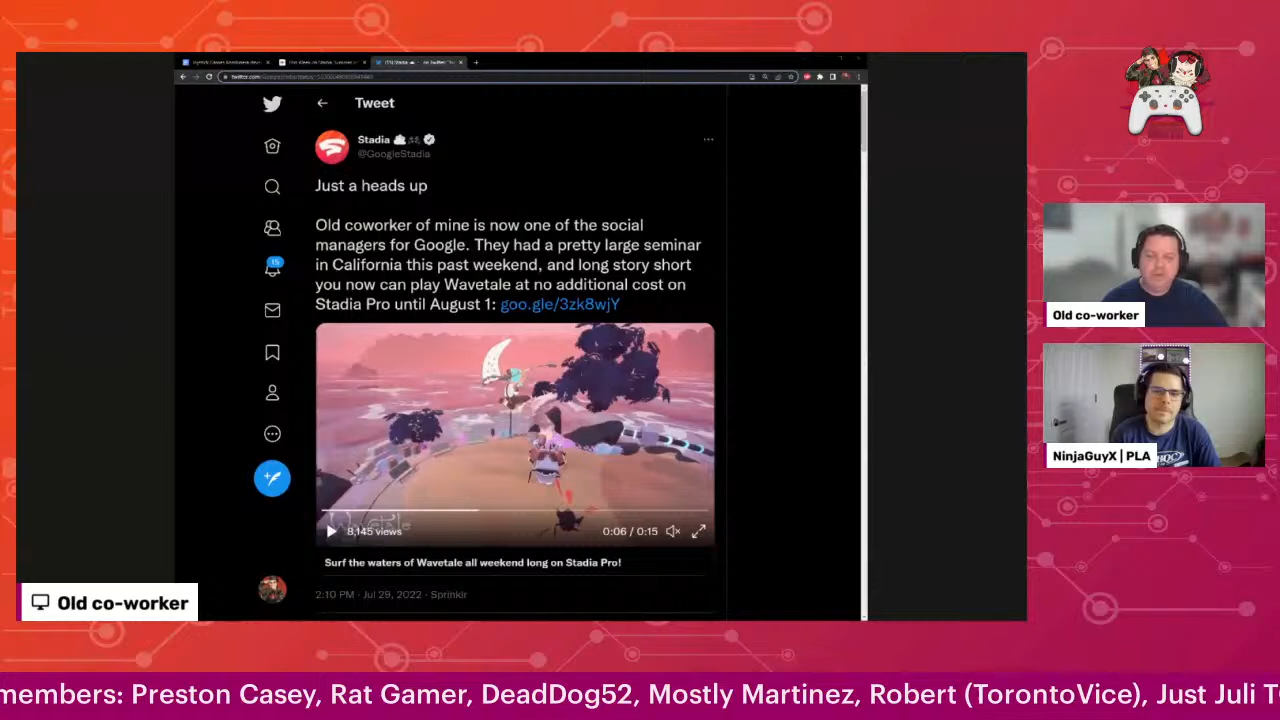 Tweet
Stadia
@GoogleStadia
Just a heads up
Old coworker of mine is now one of the social
managers for Google. They had a pretty large seminar
in California this past weekend, and long story short
you now can play Wavetale at no additional cost on
Stadia Pro until August 1: goo.gle/3zk8wjY
15
8,145 views
0:06 / 0:15
Surf the waters of Wavetale all weekend long on Stadia Pro!
2:10 PM · Jul 29, 2022 · Sprinklr
Old co-worker
NinjaGuyX | PLA
Old co-worker
members: Preston Casey, Rat Gamer, DeadDog52, Mostly Martinez, Robert (TorontoVice), Just Juli T